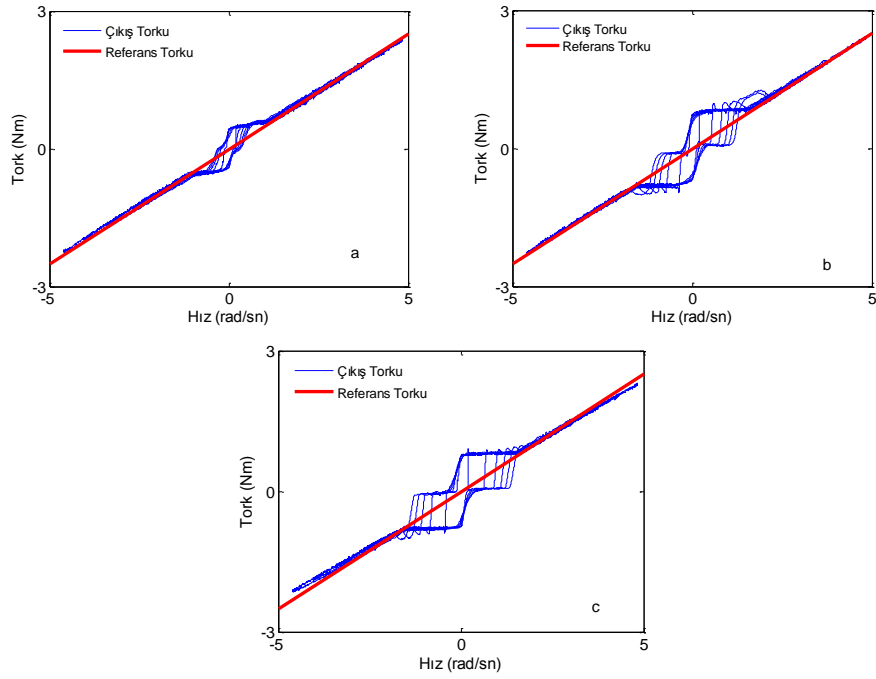 3
Çıkış Torku
Referans Torku
Tork (Nm)
0
a
-3
-5
0
5
Hız (rad/sn)
3
Çıkış Torku
Referans Torku
Tork (Nm)
0
b
-3
-5
0
5
Hız (rad/sn)
3
Çıkış Torku
Referans Torku
Tork (Nm)
0
c
-3
-5
0
5
Hız (rad/sn)